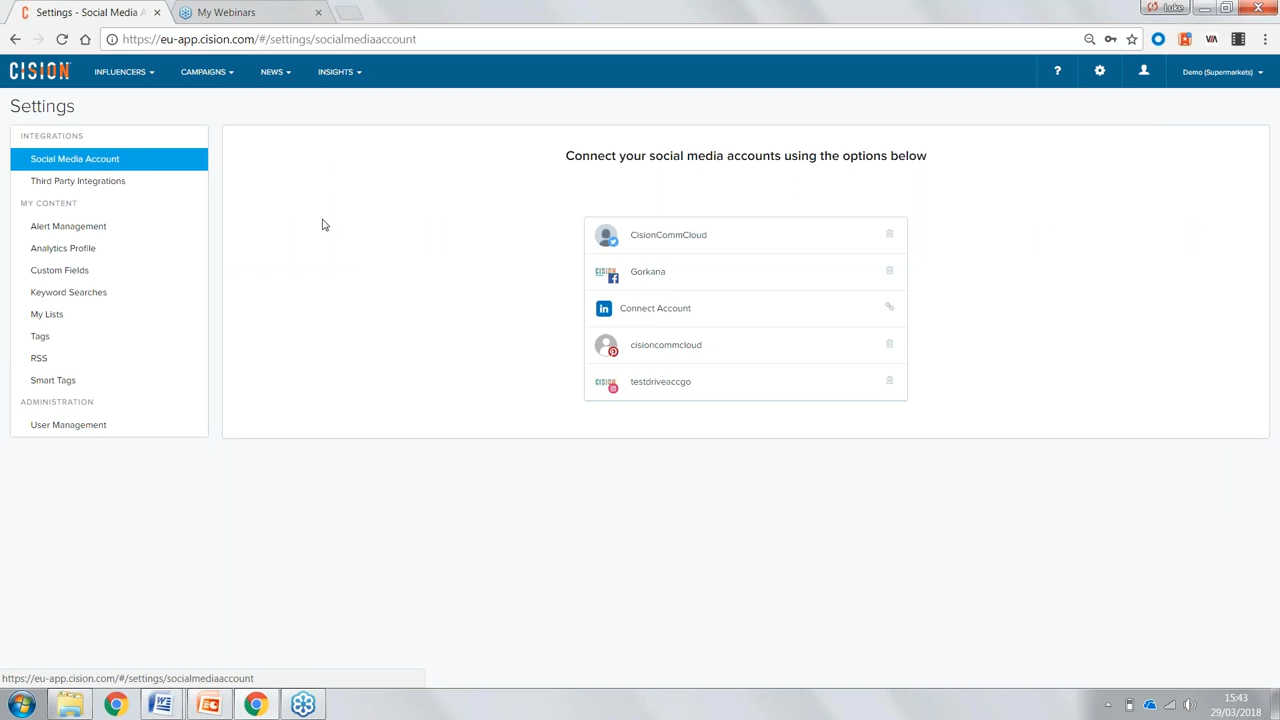 Settings - Social Media A
My Webinars
Luke
https://eu-app.cision.com/#/settings/socialmediaaccount
CISION
INFLUENCERS
CAMPAIGNS
NEWS
INSIGHTS
?
Demo (Supermarkets)
Settings
INTEGRATIONS
Social Media Account
Third Party Integrations
MY CONTENT
Alert Management
Analytics Profile
Custom Fields
Keyword Searches
My Lists
Tags
RSS
Smart Tags
ADMINISTRATION
User Management
Connect your social media accounts using the options below
CisionCommCloud
CISION
Gorkana
in
Connect Account
cisioncommcloud
CISION
testdriveaccgo
https://eu-app.cision.com/#/settings/socialmediaaccount
15:43
29/03/2018